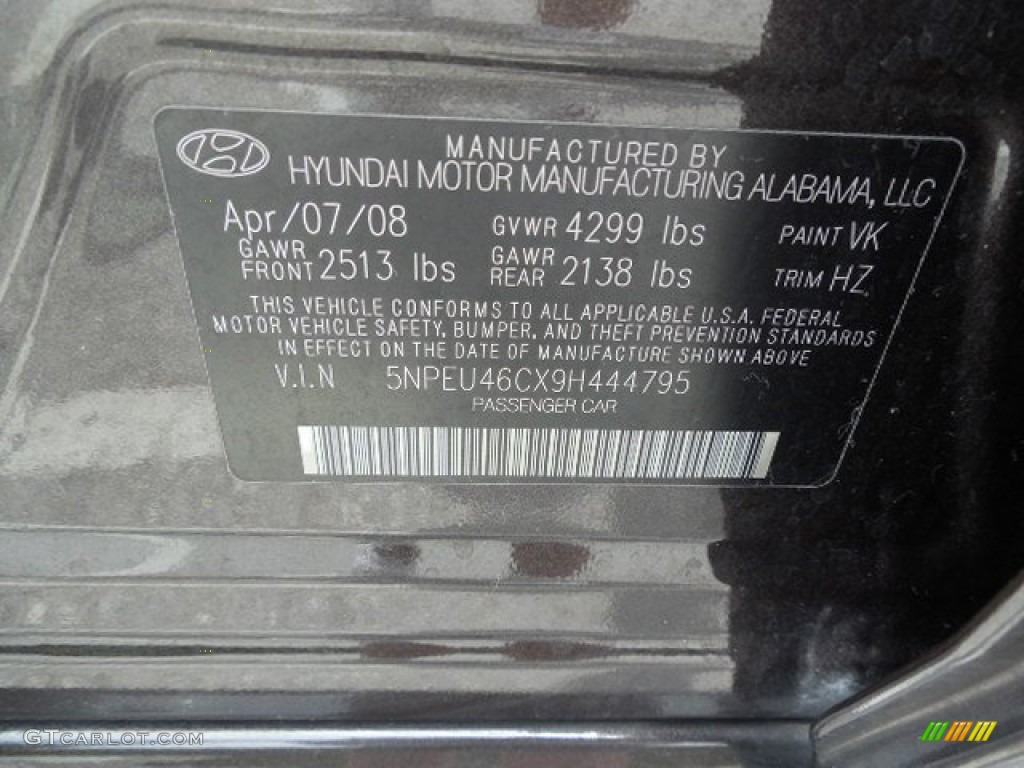 MANUFACTURED BY
HYUNDAI MOTOR MANUFACTURING ALABAMA, LLC
Apr/07/08 GVWR 4299 lbs PAINT VK
GAWR FRONT 2513 lbs GAWR REAR 2138 lbs TRIM HZ
THIS VEHICLE CONFORMS TO ALL APPLICABLE U.S.A. FEDERAL
MOTOR VEHICLE SAFETY, BUMPER, AND THEFT PREVENTION STANDARDS
IN EFFECT ON THE DATE OF MANUFACTURE SHOWN ABOVE
V.I.N 5NPEU46CX9H444795
PASSENGER CAR
GTCARLOT.COM